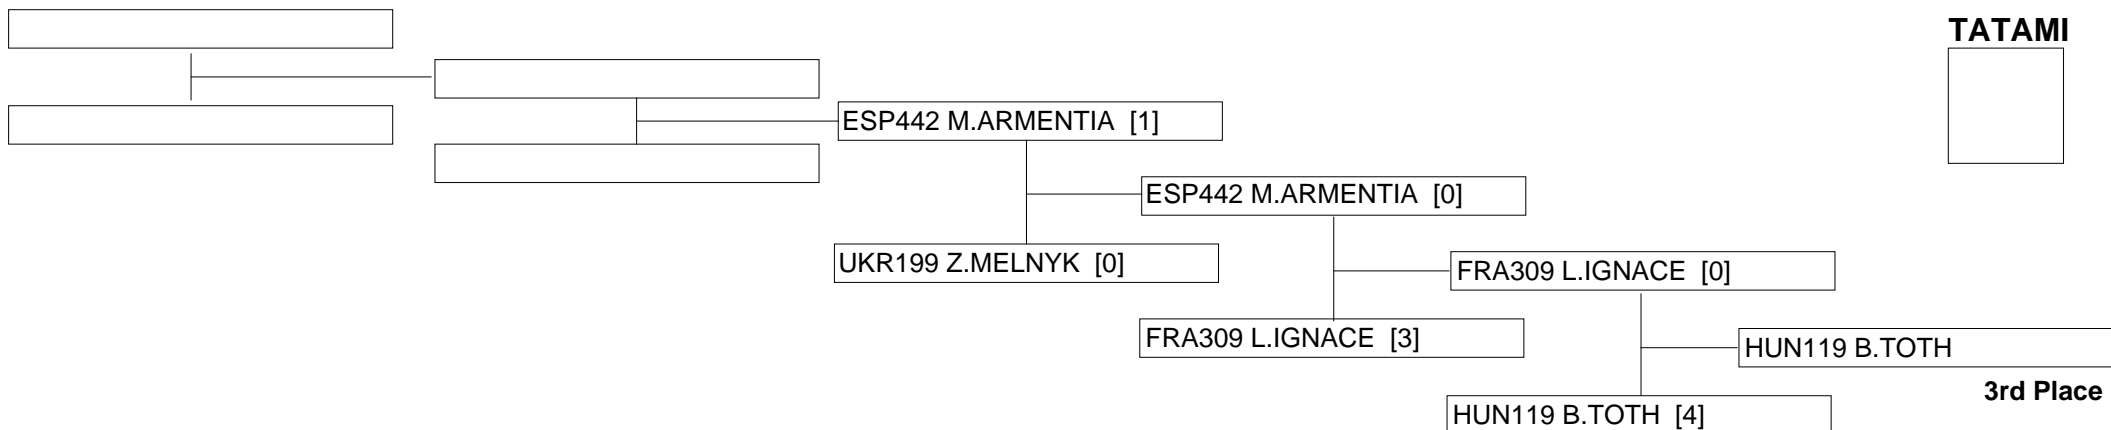 TATAMI
ESP442 M.ARMENTIA [1]
ESP442 M.ARMENTIA [0]
UKR199 Z.MELNYK [0]
FRA309 L.IGNACE [0]
FRA309 L.IGNACE [3]
HUN119 B.TOTH
3rd Place
HUN119 B.TOTH [4]